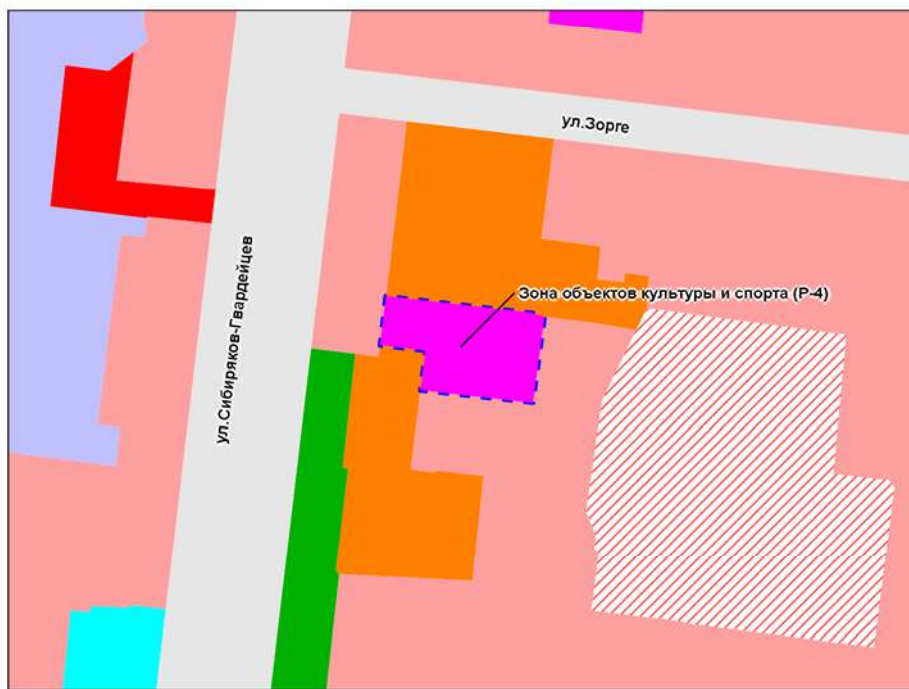 ул.Зорге
ул.Сибиряков-Гвардейцев
Зона объектов культуры и спорта (Р-4)